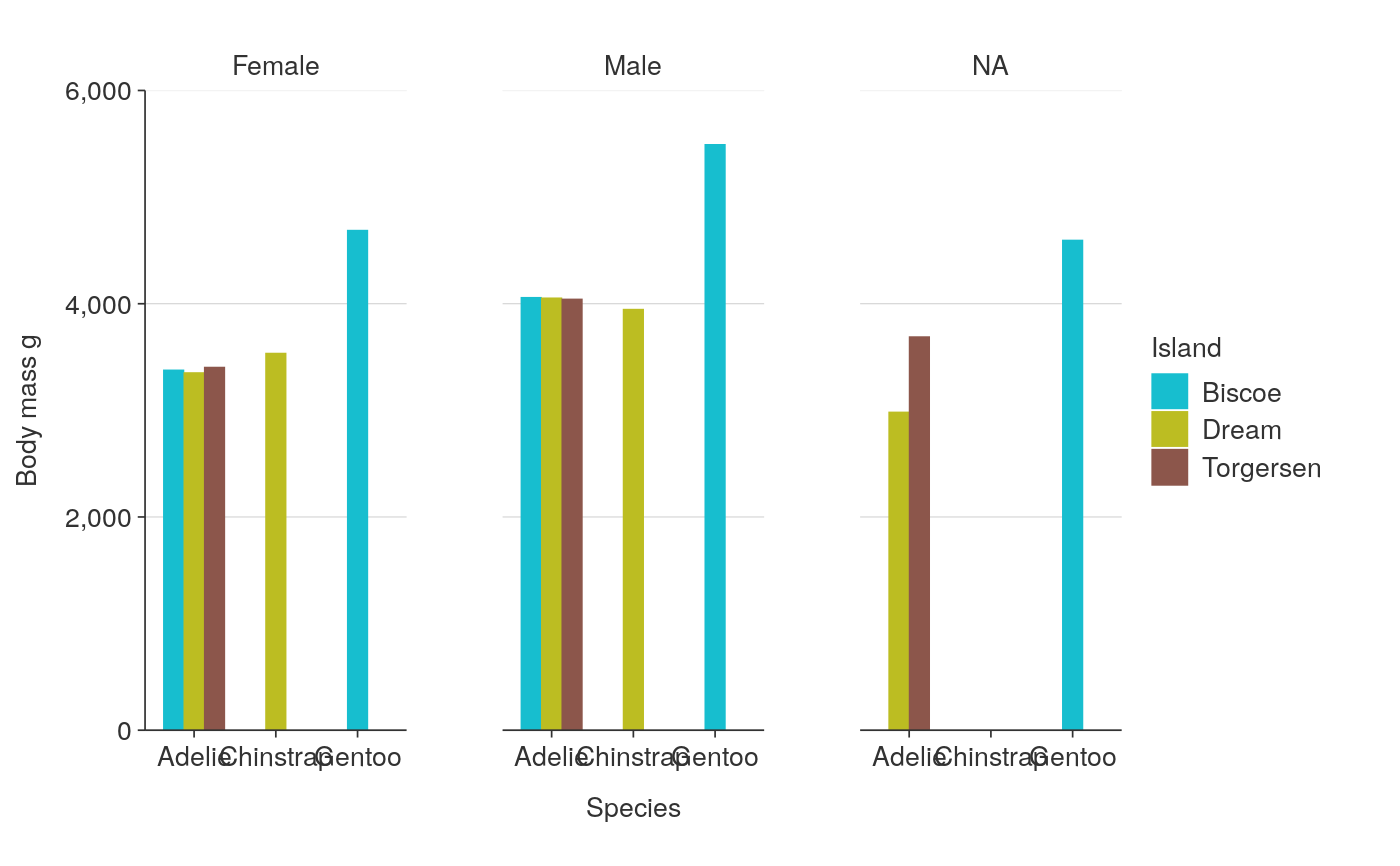 Female Male NA
6,000
4,000
2,000
0
Body mass g
Adelie Chinstrap Gentoo Adelie Chinstrap Gentoo Adelie Chinstrap Gentoo
Species
Island
Biscoe
Dream
Torgersen